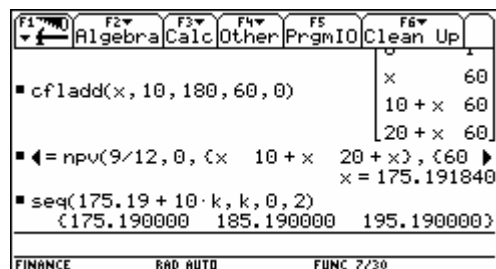 F1 F2 F3 F4 F5 F6
Algebra Calc Other PrgmIO Clean Up
x 60
▪ cfladd(x,10,180,60,0)
10 + x 60
20 + x 60
▪ ◀= npv(9/12,0,{x 10 + x 20 + x},{60 ▶
x = 175.191840
▪ seq(175.19 + 10·k,k,0,2)
{175.190000 185.190000 195.190000}
FINANCE RAD AUTO FUNC 7/30